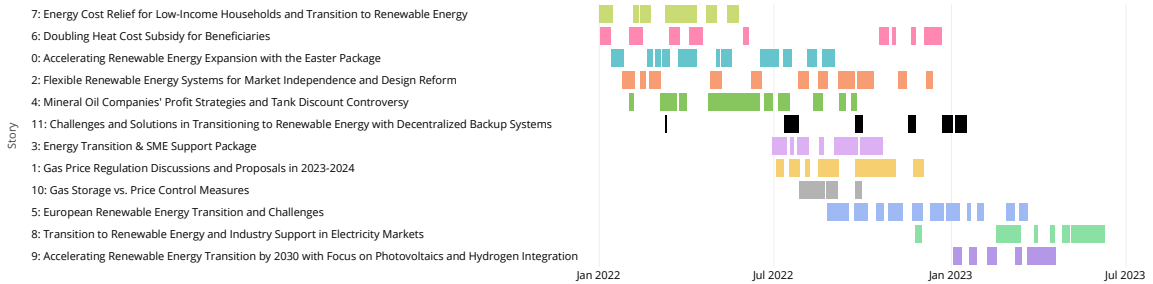 7: Energy Cost Relief for Low-Income Households and Transition to Renewable Energy
6: Doubling Heat Cost Subsidy for Beneficiaries
0: Accelerating Renewable Energy Expansion with the Easter Package
2: Flexible Renewable Energy Systems for Market Independence and Design Reform
4: Mineral Oil Companies' Profit Strategies and Tank Discount Controversy
11: Challenges and Solutions in Transitioning to Renewable Energy with Decentralized Backup Systems
3: Energy Transition & SME Support Package
1: Gas Price Regulation Discussions and Proposals in 2023-2024
10: Gas Storage vs. Price Control Measures
5: European Renewable Energy Transition and Challenges
8: Transition to Renewable Energy and Industry Support in Electricity Markets
9: Accelerating Renewable Energy Transition by 2030 with Focus on Photovoltaics and Hydrogen Integration
Story
Jan 2022 Jul 2022 Jan 2023 Jul 2023